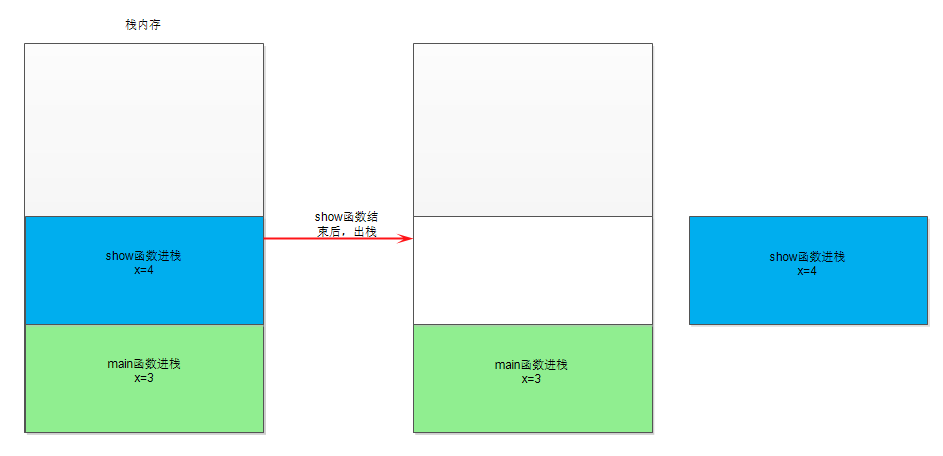 栈内存
show函数进栈
x=4
main函数进栈
x=3
show函数结
束后，出栈
main函数进栈
x=3
show函数进栈
x=4